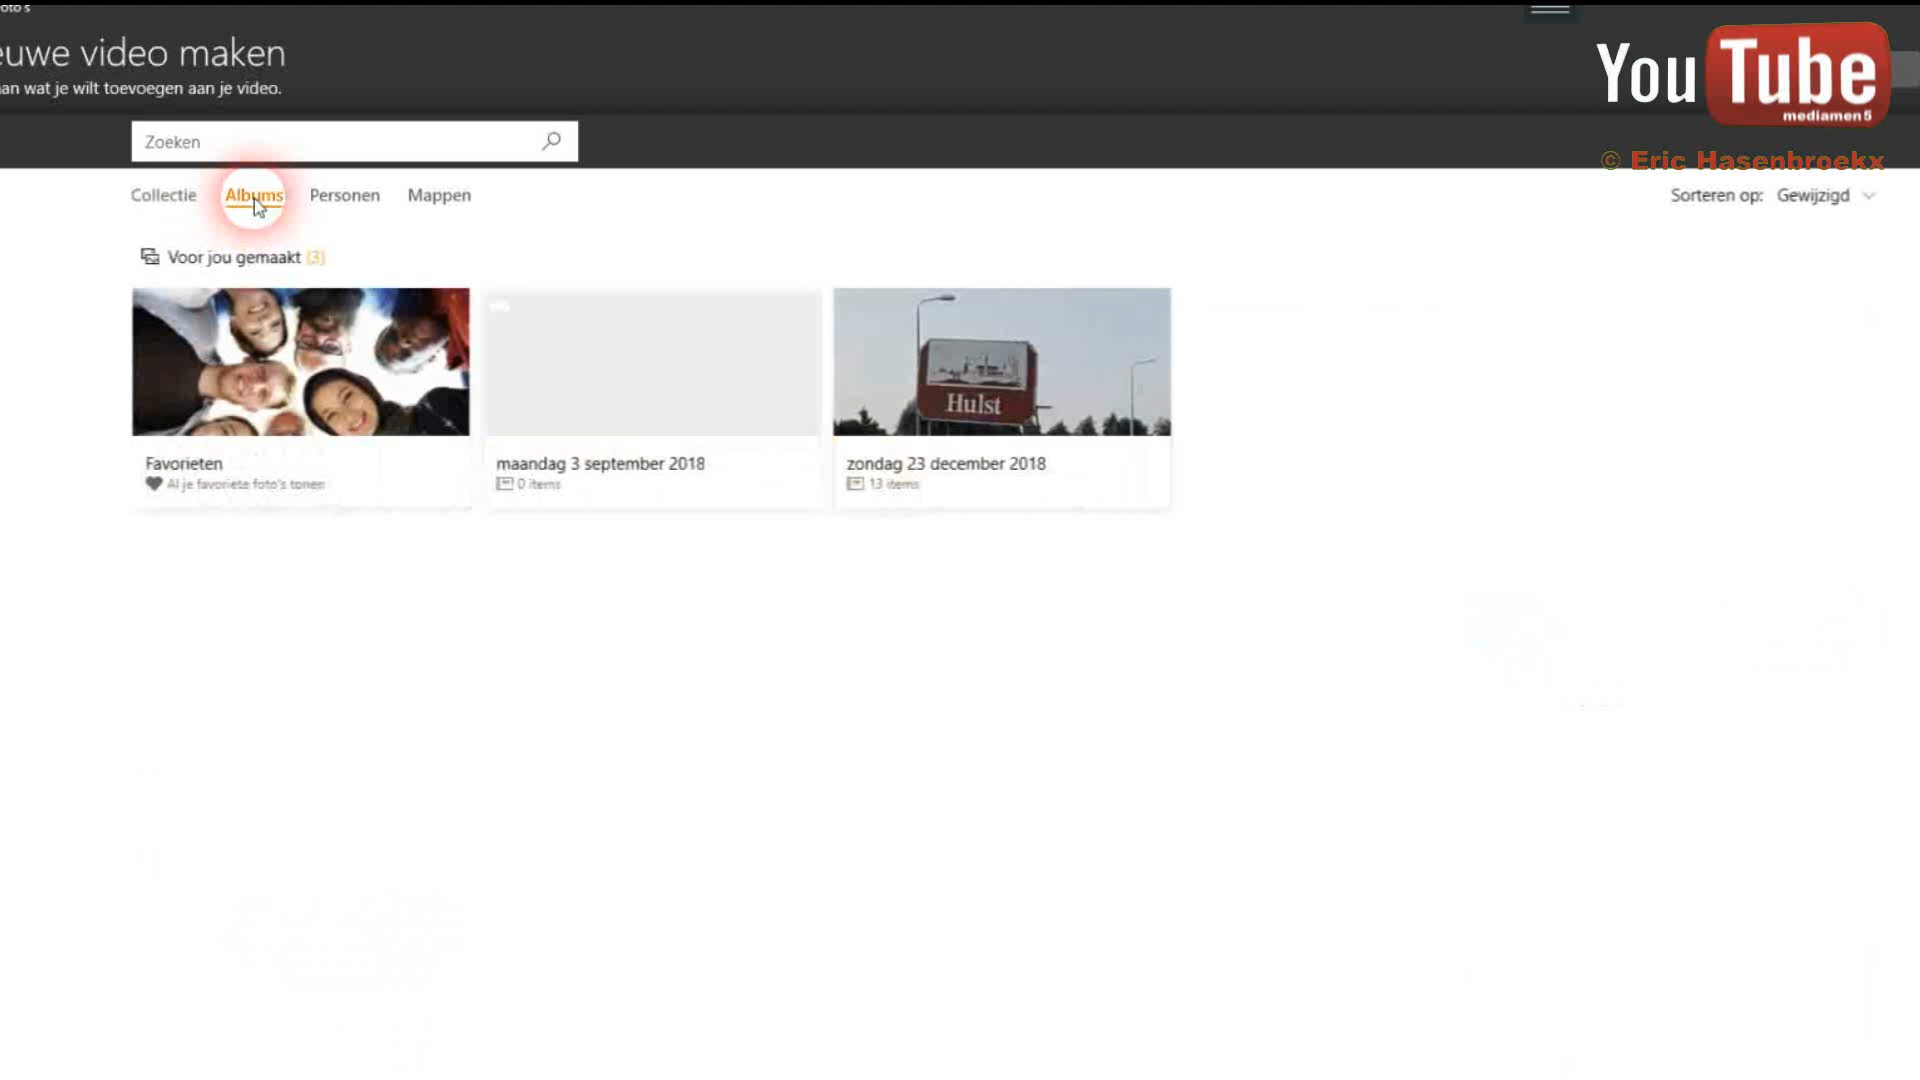 oto's
euwe video maken
an wat je wilt toevoegen aan je video.
You Tube
mediamen5
© Eric Hasenbroekx
Zoeken
Collectie Albums Personen Mappen
Sorteren op: Gewijzigd
Voor jou gemaakt (3)
Hulst
Favorieten
Al je favoriete foto's tonen
maandag 3 september 2018
0 items
zondag 23 december 2018
13 items